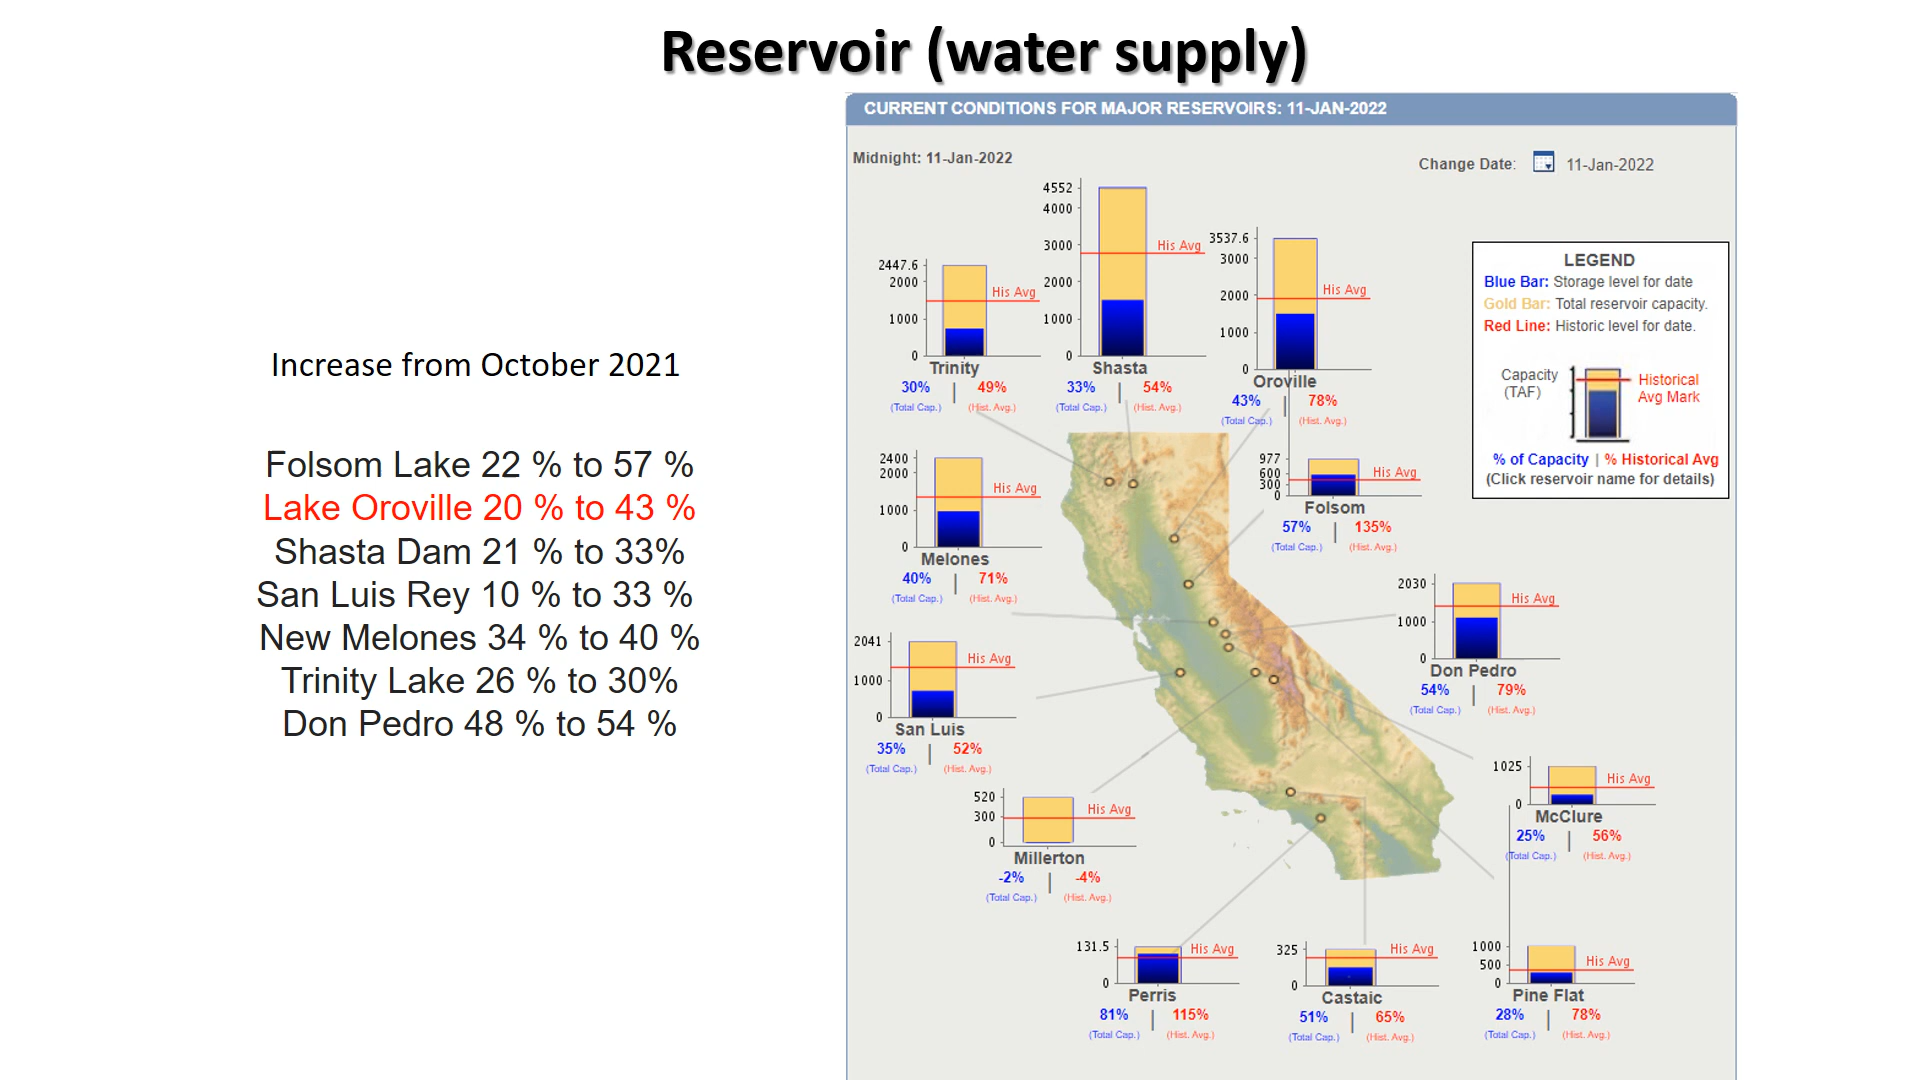 Reservoir (water supply)
Increase from October 2021
Folsom Lake 22 % to 57 %
Lake Oroville 20 % to 43 %
Shasta Dam 21 % to 33%
San Luis Rey 10 % to 33 %
New Melones 34 % to 40 %
Trinity Lake 26 % to 30%
Don Pedro 48 % to 54 %
CURRENT CONDITIONS FOR MAJOR RESERVOIRS: 11-JAN-2022
Midnight: 11-Jan-2022
Change Date: 11-Jan-2022
2447.6
2000
1000
0
His Avg
Trinity
30% | 49%
(Total Cap.) (Hist. Avg.)
4552
4000
3000
2000
1000
0
His Avg
Shasta
33% | 54%
(Total Cap.) (Hist. Avg.)
3537.6
3000
2000
1000
0
His Avg
Oroville
43% | 78%
(Total Cap.) (Hist. Avg.)
LEGEND
Blue Bar: Storage level for date
Gold Bar: Total reservoir capacity.
Red Line: Historic level for date.
Capacity
(TAF)
Historical
Avg Mark
% of Capacity | % Historical Avg
(Click reservoir name for details)
2400
2000
1000
0
His Avg
Melones
40% | 71%
(Total Cap.) (Hist. Avg.)
977
600
300
0
His Avg
Folsom
57% | 135%
(Total Cap.) (Hist. Avg.)
2030
1000
0
His Avg
Don Pedro
54% | 79%
(Total Cap.) (Hist. Avg.)
2041
1000
0
His Avg
San Luis
35% | 52%
(Total Cap.) (Hist. Avg.)
1025
0
His Avg
McClure
25% | 56%
(Total Cap.) (Hist. Avg.)
520
300
0
His Avg
Millerton
-2% | -4%
(Total Cap.) (Hist. Avg.)
131.5
0
His Avg
Perris
81% | 115%
(Total Cap.) (Hist. Avg.)
325
0
His Avg
Castaic
51% | 65%
(Total Cap.) (Hist. Avg.)
1000
500
0
His Avg
Pine Flat
28% | 78%
(Total Cap.) (Hist. Avg.)